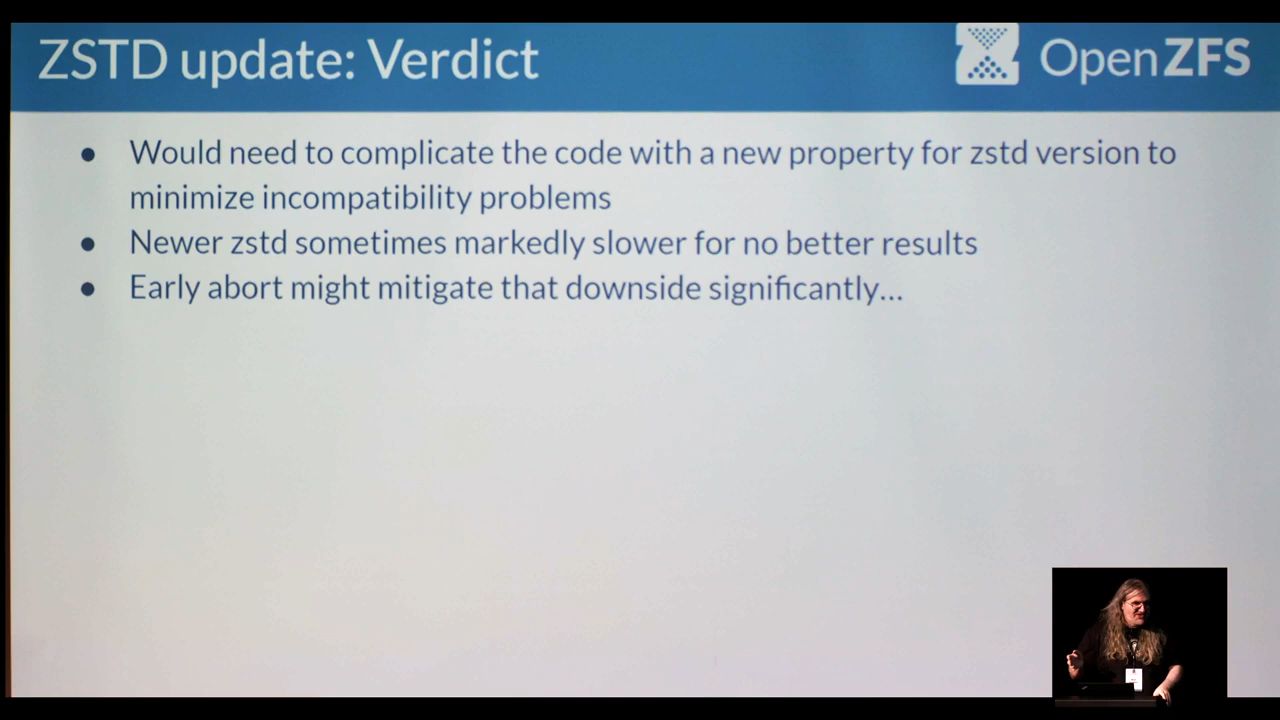 ZSTD update: Verdict
OpenZFS
● Would need to complicate the code with a new property for zstd version to
minimize incompatibility problems
● Newer zstd sometimes markedly slower for no better results
● Early abort might mitigate that downside significantly...